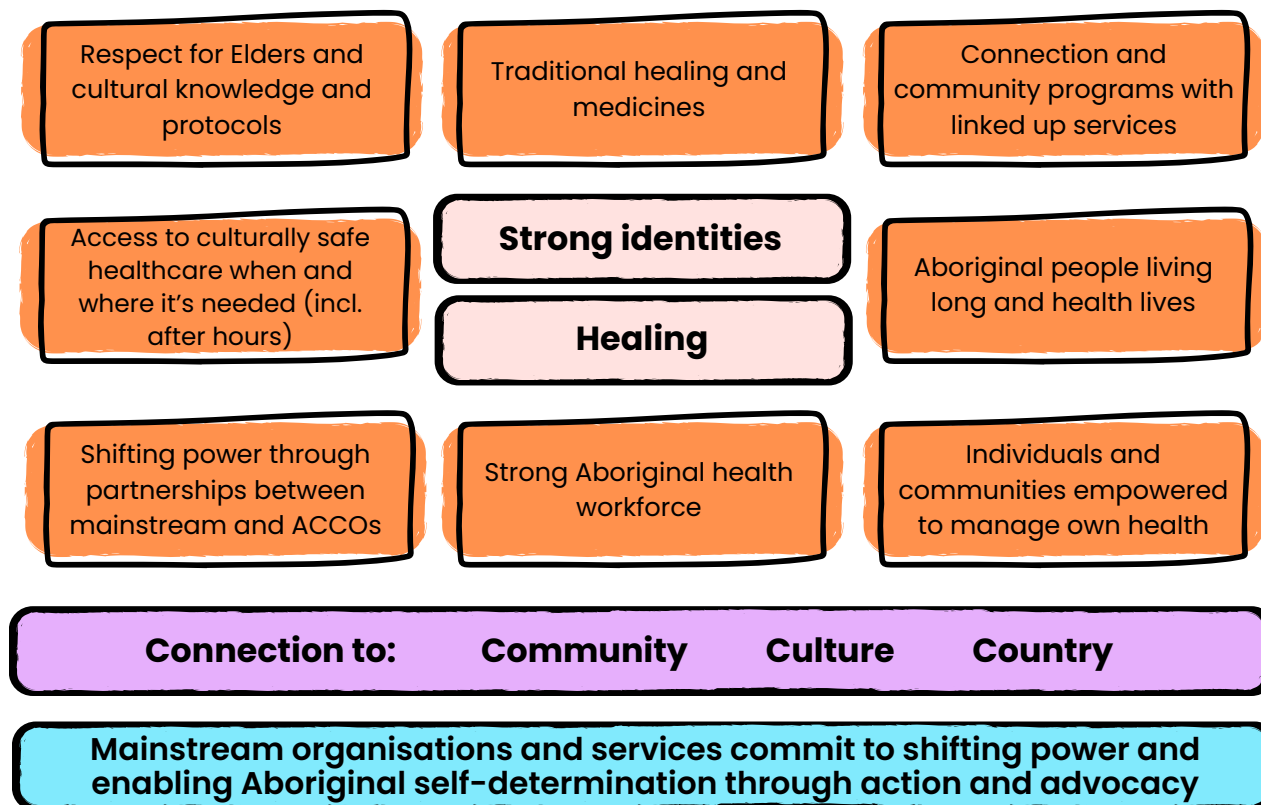 Respect for Elders and
cultural knowledge and
protocols
Traditional healing and
medicines
Connection and
community programs with
linked up services
Access to culturally safe
healthcare when and
where it's needed (incl.
after hours)
Strong identities
Healing
Aboriginal people living
long and health lives
Shifting power through
partnerships between
mainstream and ACCOs
Strong Aboriginal health
workforce
Individuals and
communities empowered
to manage own health
Connection to: Community Culture Country
Mainstream organisations and services commit to shifting power and
enabling Aboriginal self-determination through action and advocacy